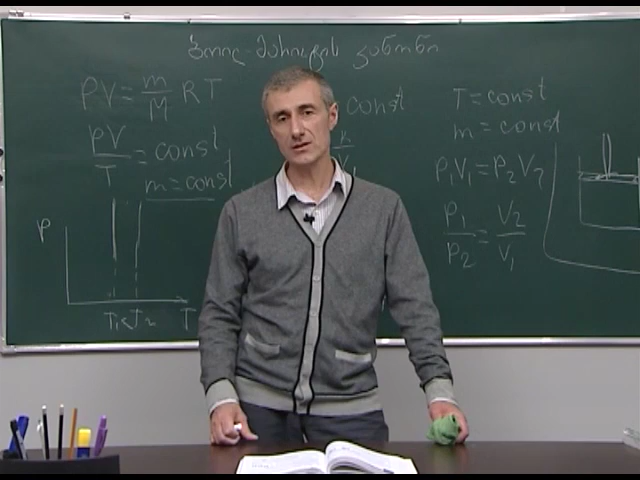 ბოილ-მარიოტის კანონი
PV = m/M RT
PV/T = const
m = const
P
T₁<T₂ T
const
T = const
m = const
P₁V₁ = P₂V₂
P₁/P₂ = V₂/V₁